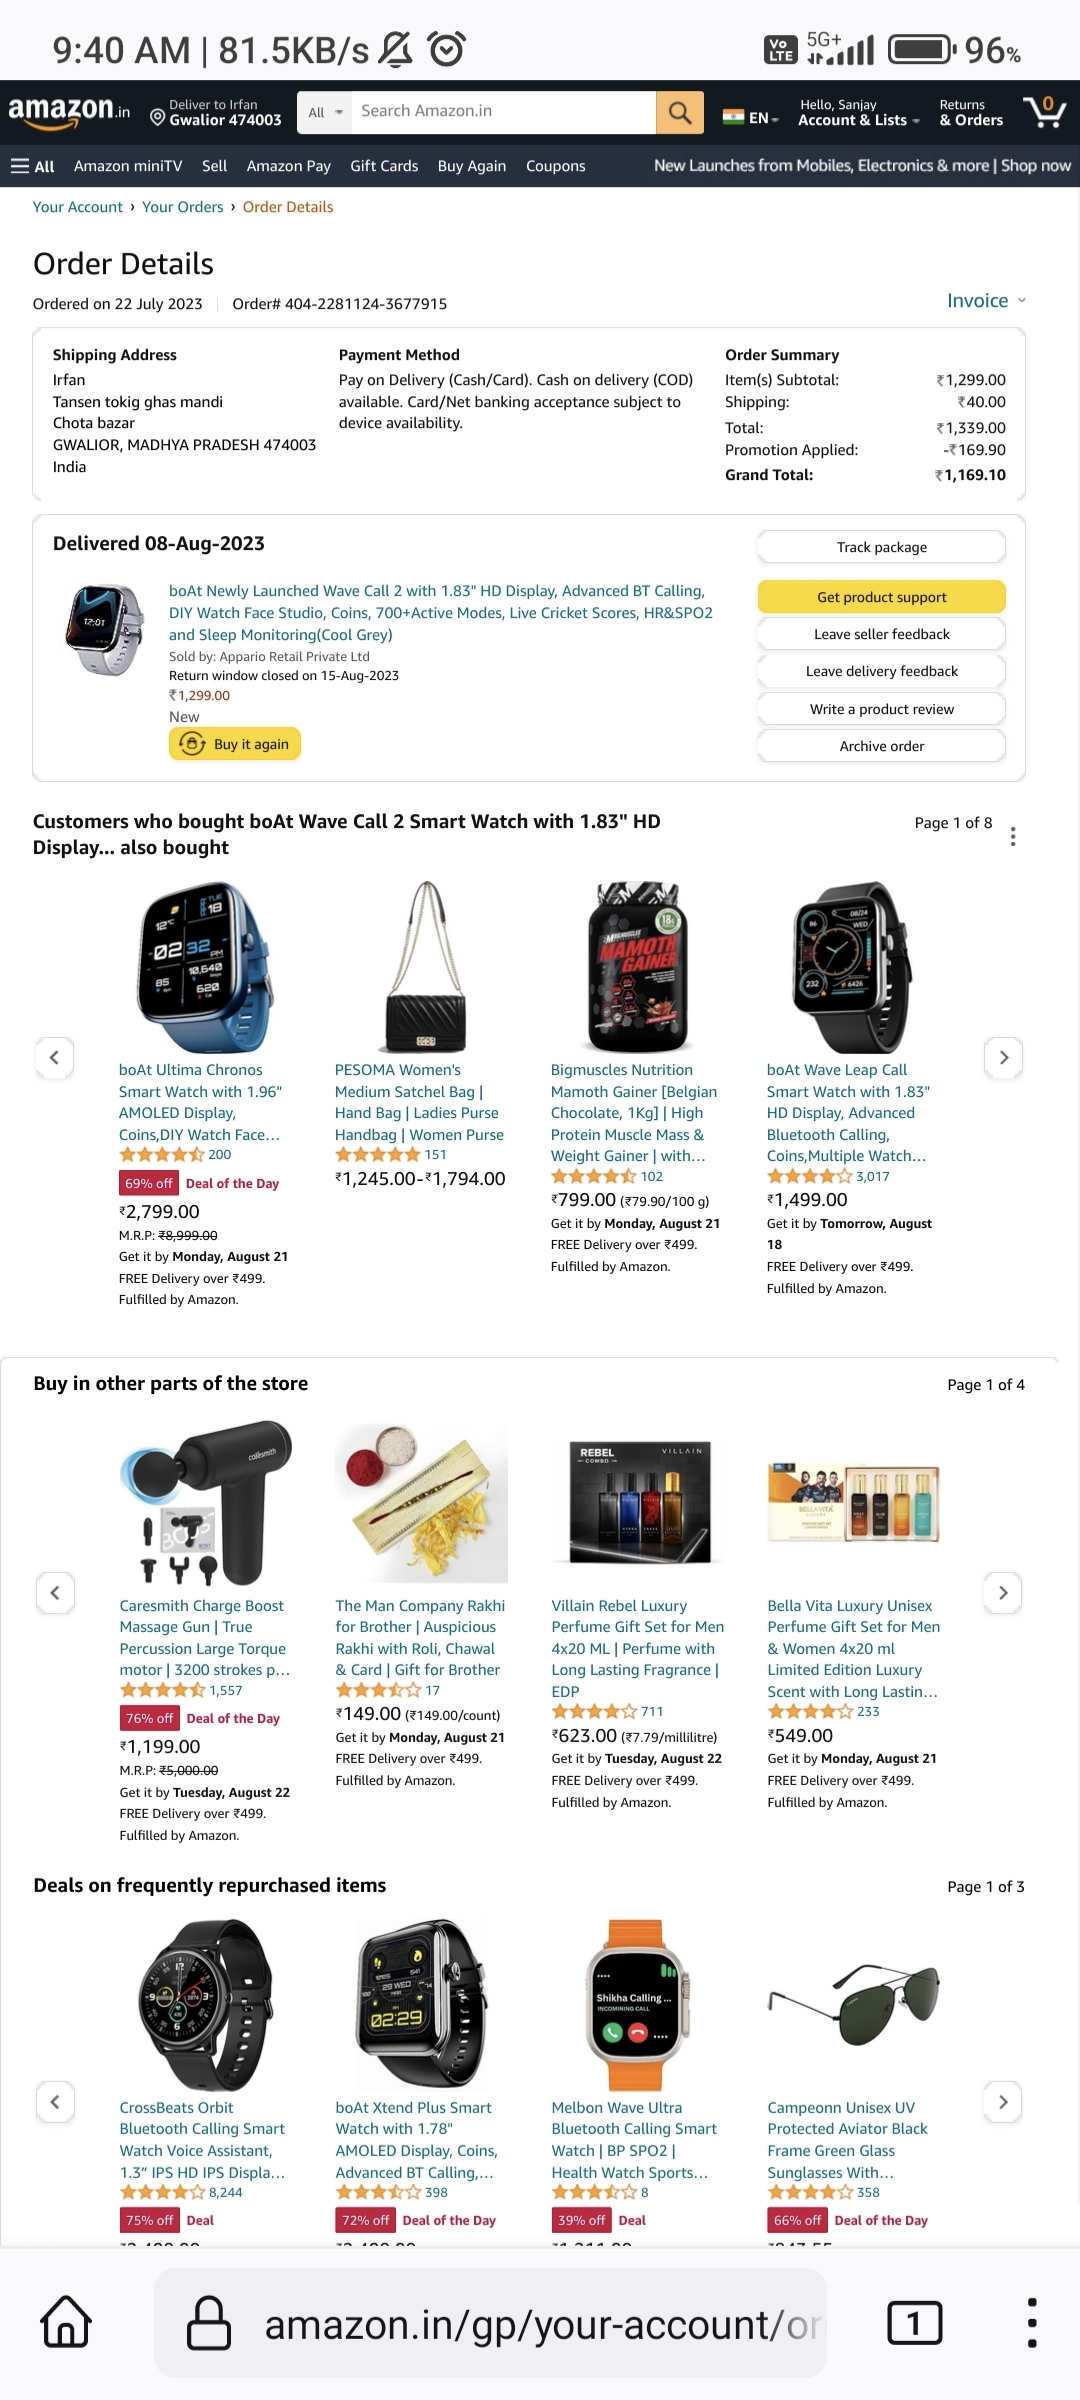 9:40 AM | 81.5KB/s
Vo LTE 5G+ 96%
amazon.in
Deliver to Irfan
Gwalior 474003
All
Search Amazon.in
EN
Hello, Sanjay
Account & Lists
Returns
& Orders
0
All Amazon miniTV Sell Amazon Pay Gift Cards Buy Again Coupons New Launches from Mobiles, Electronics & more | Shop now
Your Account › Your Orders › Order Details
Order Details
Ordered on 22 July 2023 Order# 404-2281124-3677915
Invoice
Shipping Address
Irfan
Tansen tokig ghas mandi
Chota bazar
GWALIOR, MADHYA PRADESH 474003
India
Payment Method
Pay on Delivery (Cash/Card). Cash on delivery (COD)
available. Card/Net banking acceptance subject to
device availability.
Order Summary
Item(s) Subtotal: ₹1,299.00
Shipping: ₹40.00
Total: ₹1,339.00
Promotion Applied: -₹169.90
Grand Total: ₹1,169.10
Delivered 08-Aug-2023
12:01
boAt Newly Launched Wave Call 2 with 1.83" HD Display, Advanced BT Calling,
DIY Watch Face Studio, Coins, 700+Active Modes, Live Cricket Scores, HR&SPO2
and Sleep Monitoring(Cool Grey)
Sold by: Appario Retail Private Ltd
Return window closed on 15-Aug-2023
₹1,299.00
New
Buy it again
Track package
Get product support
Leave seller feedback
Leave delivery feedback
Write a product review
Archive order
Customers who bought boAt Wave Call 2 Smart Watch with 1.83" HD
Display... also bought
Page 1 of 8
boAt Ultima Chronos
Smart Watch with 1.96"
AMOLED Display,
Coins,DIY Watch Face...
200
69% off Deal of the Day
₹2,799.00
M.R.P: ₹8,999.00
Get it by Monday, August 21
FREE Delivery over ₹499.
Fulfilled by Amazon.
PESOMA Women's
Medium Satchel Bag |
Hand Bag | Ladies Purse
Handbag | Women Purse
151
₹1,245.00-₹1,794.00
MAMOTH
GAINER
Bigmuscles Nutrition
Mamoth Gainer [Belgian
Chocolate, 1Kg] | High
Protein Muscle Mass &
Weight Gainer | with...
102
₹799.00 (₹79.90/100 g)
Get it by Monday, August 21
FREE Delivery over ₹499.
Fulfilled by Amazon.
boAt Wave Leap Call
Smart Watch with 1.83"
HD Display, Advanced
Bluetooth Calling,
Coins,Multiple Watch...
3,017
₹1,499.00
Get it by Tomorrow, August
18
FREE Delivery over ₹499.
Fulfilled by Amazon.
Buy in other parts of the store
Page 1 of 4
caresmith
Caresmith Charge Boost
Massage Gun | True
Percussion Large Torque
motor | 3200 strokes p...
1,557
76% off Deal of the Day
₹1,199.00
M.R.P: ₹5,000.00
Get it by Tuesday, August 22
FREE Delivery over ₹499.
Fulfilled by Amazon.
The Man Company Rakhi
for Brother | Auspicious
Rakhi with Roli, Chawal
& Card | Gift for Brother
17
₹149.00 (₹149.00/count)
Get it by Monday, August 21
FREE Delivery over ₹499.
Fulfilled by Amazon.
REBEL
COMBO
VILLAIN
Villain Rebel Luxury
Perfume Gift Set for Men
4x20 ML | Perfume with
Long Lasting Fragrance |
EDP
711
₹623.00 (₹7.79/millilitre)
Get it by Tuesday, August 22
FREE Delivery over ₹499.
Fulfilled by Amazon.
BELLAVITA
Bella Vita Luxury Unisex
Perfume Gift Set for Men
& Women 4x20 ml
Limited Edition Luxury
Scent with Long Lastin...
233
₹549.00
Get it by Monday, August 21
FREE Delivery over ₹499.
Fulfilled by Amazon.
Deals on frequently repurchased items
Page 1 of 3
CrossBeats Orbit
Bluetooth Calling Smart
Watch Voice Assistant,
1.3” IPS HD IPS Displa...
8,244
75% off Deal
02:29
boAt Xtend Plus Smart
Watch with 1.78"
AMOLED Display, Coins,
Advanced BT Calling,...
398
72% off Deal of the Day
Shikha Calling ...
INCOMINING CALL
Melbon Wave Ultra
Bluetooth Calling Smart
Watch | BP SPO2 |
Health Watch Sports...
8
39% off Deal
Campeonn Unisex UV
Protected Aviator Black
Frame Green Glass
Sunglasses With...
358
66% off Deal of the Day
amazon.in/gp/your-account/or
1